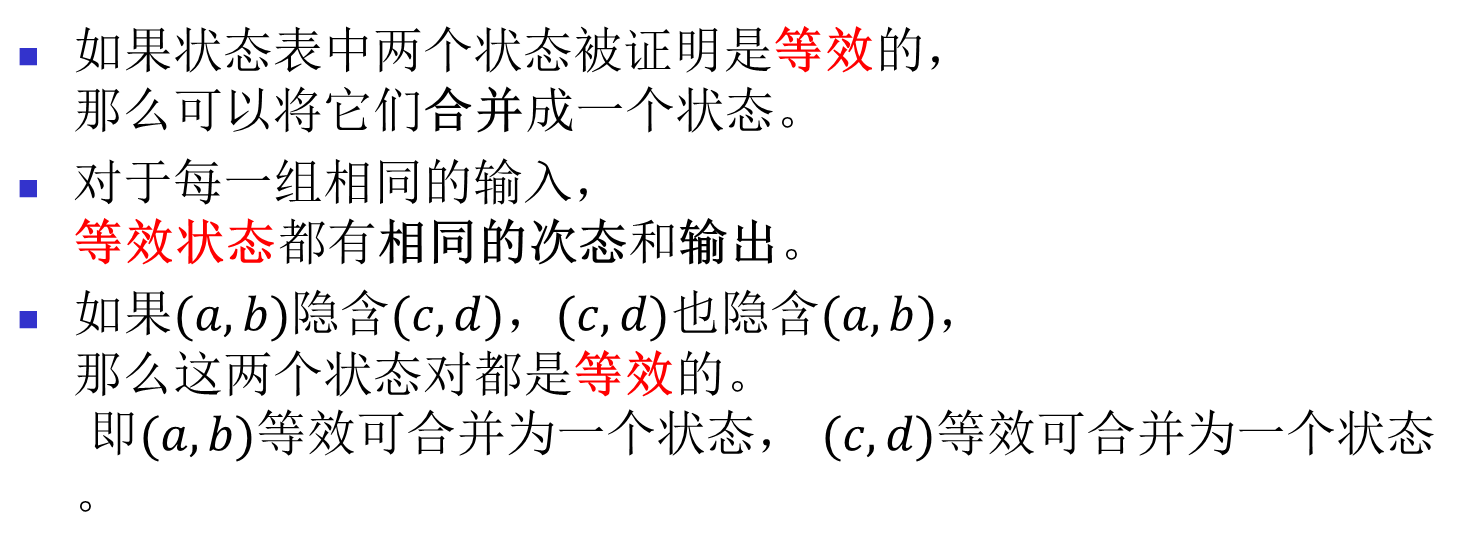 如果状态表中两个状态被证明是等效的，
那么可以将它们合并成一个状态。
对于每一组相同的输入，
等效状态都有相同的次态和输出。
如果(a, b)隐含(c, d)，(c, d)也隐含(a, b)，
那么这两个状态对都是等效的。
即(a, b)等效可合并为一个状态， (c, d)等效可合并为一个状态
。